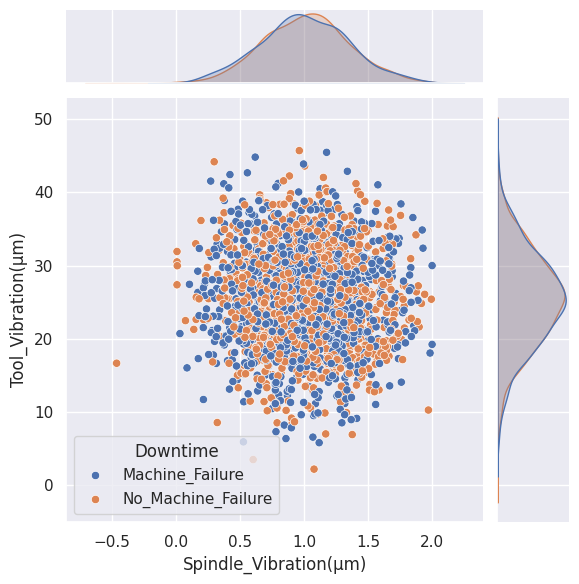 50
40
30
20
10
0
Tool_Vibration(μm)
Downtime
Machine_Failure
No_Machine_Failure
−0.5 0.0 0.5 1.0 1.5 2.0
Spindle_Vibration(μm)